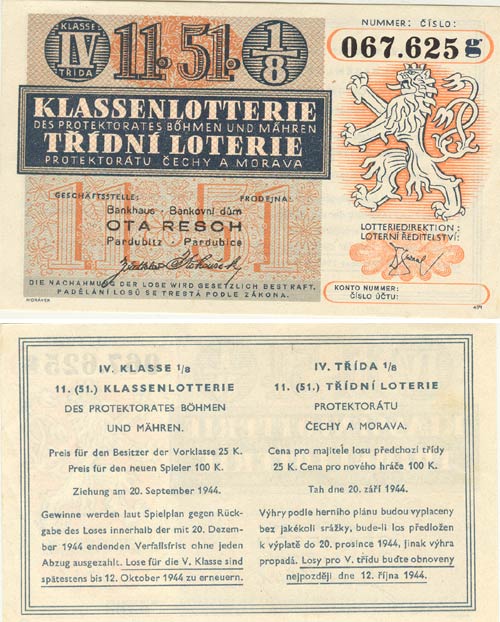 KLASSE
IV
TŘÍDA
11. 51. 1/8
NUMMER: ČÍSLO:
067.625 g
KLASSENLOTTERIE
DES PROTEKTORATES BÖHMEN UND MÄHREN
TŘÍDNÍ LOTERIE
PROTEKTORÁTU ČECHY A MORAVA
GESCHÄFTSSTELLE: PRODEJNA:
11. 51
Bankhaus - Bankovní dům
OTA RESCH
Pardubitz Pardubice
DIE NACHAHMUNG DER LOSE WIRD GESETZLICH BESTRAFT.
PADĚLÁNÍ LOSŮ SE TRESTÁ PODLE ZÁKONA.
LOTTERIEDIREKTION:
LOTERNÍ ŘEDITELSTVÍ:
KONTO NUMMER:
ČÍSLO ÚČTU:
IV. KLASSE 1/8
11. (51.) KLASSENLOTTERIE
DES PROTEKTORATES BÖHMEN
UND MÄHREN.
Preis für den Besitzer der Vorklasse 25 K.
Preis für den neuen Spieler 100 K.
Ziehung am 20. September 1944.
Gewinne werden laut Spielplan gegen Rück-
gabe des Loses innerhalb der mit 20. Dezem-
ber 1944 endenden Verfallsfrist ohne jeden
Abzug ausgezahlt. Lose für die V. Klasse sind
spätestens bis 12. Oktober 1944 zu erneuern.
IV. TŘÍDA 1/8
11. (51.) TŘÍDNÍ LOTERIE
PROTEKTORÁTU
ČECHY A MORAVA.
Cena pro majitele losu předchozí třídy
25 K. Cena pro nového hráče 100 K.
Tah dne 20. září 1944.
Výhry podle herního plánu budou vyplaceny
bez jakékoli srážky, bude-li los předložen
k výplatě do 20. prosince 1944, jinak výhra
propadá. Losy pro V. třídu buďte obnoveny
nejpozději dne 12. října 1944.